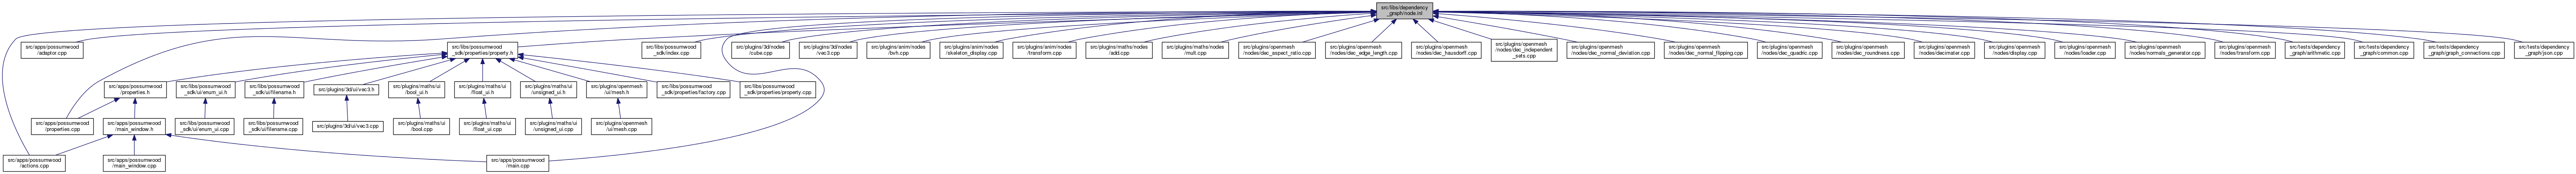 src/libs/dependency
_graph/node.inl
src/apps/possumwood
/adaptor.cpp
src/libs/possumwood
_sdk/properties/property.h
src/libs/possumwood
_sdk/index.cpp
src/plugins/3d/nodes
/cube.cpp
src/plugins/3d/nodes
/vec3.cpp
src/plugins/anim/nodes
/bvh.cpp
src/plugins/anim/nodes
/skeleton_display.cpp
src/plugins/anim/nodes
/transform.cpp
src/plugins/maths/nodes
/add.cpp
src/plugins/maths/nodes
/mult.cpp
src/plugins/openmesh
/nodes/dec_aspect_ratio.cpp
src/plugins/openmesh
/nodes/dec_edge_length.cpp
src/plugins/openmesh
/nodes/dec_hausdorff.cpp
src/plugins/openmesh
/nodes/dec_independent
_sets.cpp
src/plugins/openmesh
/nodes/dec_normal_deviation.cpp
src/plugins/openmesh
/nodes/dec_normal_flipping.cpp
src/plugins/openmesh
/nodes/dec_quadric.cpp
src/plugins/openmesh
/nodes/dec_roundness.cpp
src/plugins/openmesh
/nodes/decimater.cpp
src/plugins/openmesh
/nodes/display.cpp
src/plugins/openmesh
/nodes/loader.cpp
src/plugins/openmesh
/nodes/normals_generator.cpp
src/plugins/openmesh
/nodes/transform.cpp
src/tests/dependency
_graph/arithmetic.cpp
src/tests/dependency
_graph/common.cpp
src/tests/dependency
_graph/graph_connections.cpp
src/tests/dependency
_graph/json.cpp
src/apps/possumwood
/properties.h
src/libs/possumwood
_sdk/ui/enum_ui.h
src/libs/possumwood
_sdk/ui/filename.h
src/plugins/3d/ui/vec3.h
src/plugins/maths/ui
/bool_ui.h
src/plugins/maths/ui
/float_ui.h
src/plugins/maths/ui
/unsigned_ui.h
src/plugins/openmesh
/ui/mesh.h
src/libs/possumwood
_sdk/properties/factory.cpp
src/libs/possumwood
_sdk/properties/property.cpp
src/apps/possumwood
/properties.cpp
src/apps/possumwood
/main_window.h
src/libs/possumwood
_sdk/ui/enum_ui.cpp
src/libs/possumwood
_sdk/ui/filename.cpp
src/plugins/3d/ui/vec3.cpp
src/plugins/maths/ui
/bool.cpp
src/plugins/maths/ui
/float_ui.cpp
src/plugins/maths/ui
/unsigned_ui.cpp
src/plugins/openmesh
/ui/mesh.cpp
src/apps/possumwood
/actions.cpp
src/apps/possumwood
/main_window.cpp
src/apps/possumwood
/main.cpp